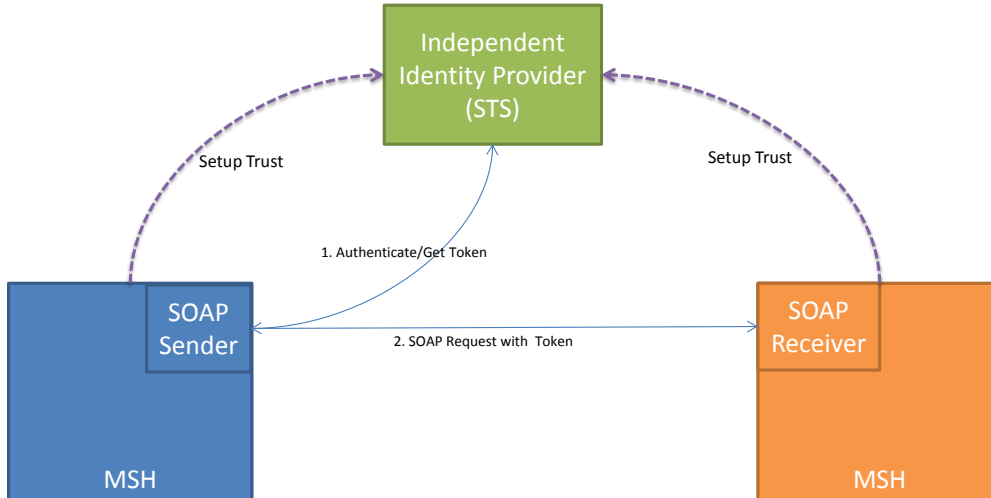 Independent
Identity Provider
(STS)
Setup Trust
Setup Trust
1. Authenticate/Get Token
SOAP
Sender
2. SOAP Request with  Token
SOAP
Receiver
MSH
MSH